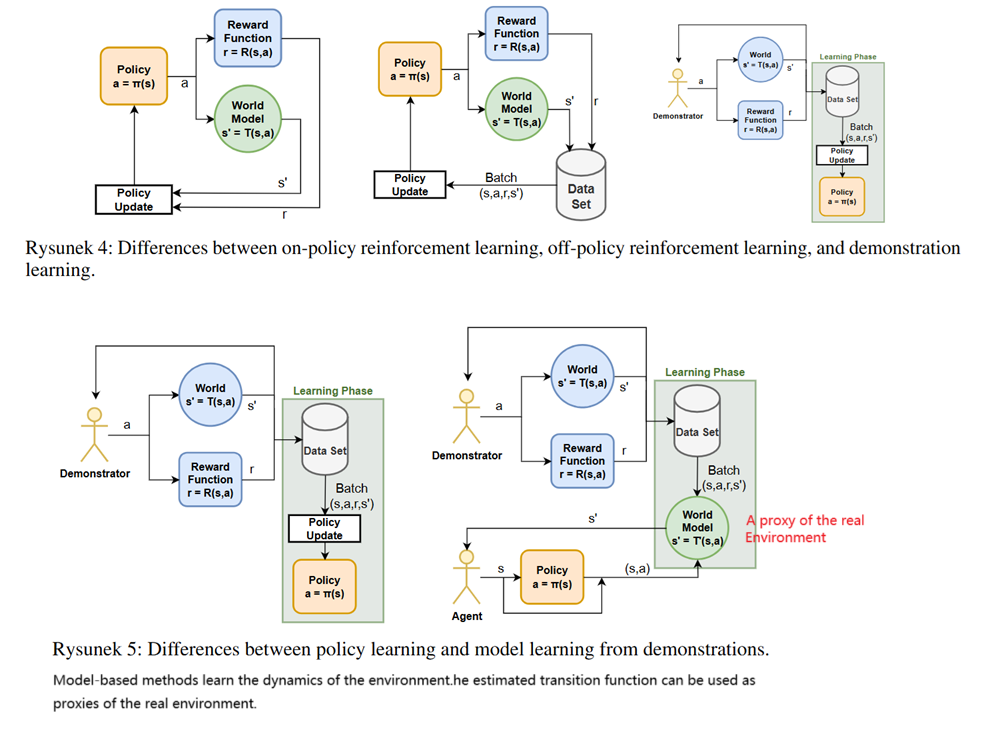 Policy
a = π(s)
a
Reward
Function
r = R(s,a)
World
Model
s' = T(s,a)
s'
r
Policy
Update
Policy
a = π(s)
a
Reward
Function
r = R(s,a)
World
Model
s' = T(s,a)
s'
r
Policy
Update
Batch
(s,a,r,s')
Data
Set
Demonstrator
a
World
s' = T(s,a)
s'
Reward
Function
r = R(s,a)
r
Learning Phase
Data Set
Batch
(s,a,r,s')
Policy
Update
Policy
a = π(s)
Rysunek 4: Differences between on-policy reinforcement learning, off-policy reinforcement learning, and demonstration
learning.
Demonstrator
a
World
s' = T(s,a)
s'
Reward
Function
r = R(s,a)
r
Learning Phase
Data Set
Batch
(s,a,r,s')
Policy
Update
Policy
a = π(s)
Demonstrator
a
World
s' = T(s,a)
s'
Reward
Function
r = R(s,a)
r
Learning Phase
Data Set
Batch
(s,a,r,s')
World
Model
s' = T'(s,a)
A proxy of the real
Environment
s'
Agent
s
Policy
a = π(s)
(s,a)
Rysunek 5: Differences between policy learning and model learning from demonstrations.
Model-based methods learn the dynamics of the environment.he estimated transition function can be used as
proxies of the real environment.